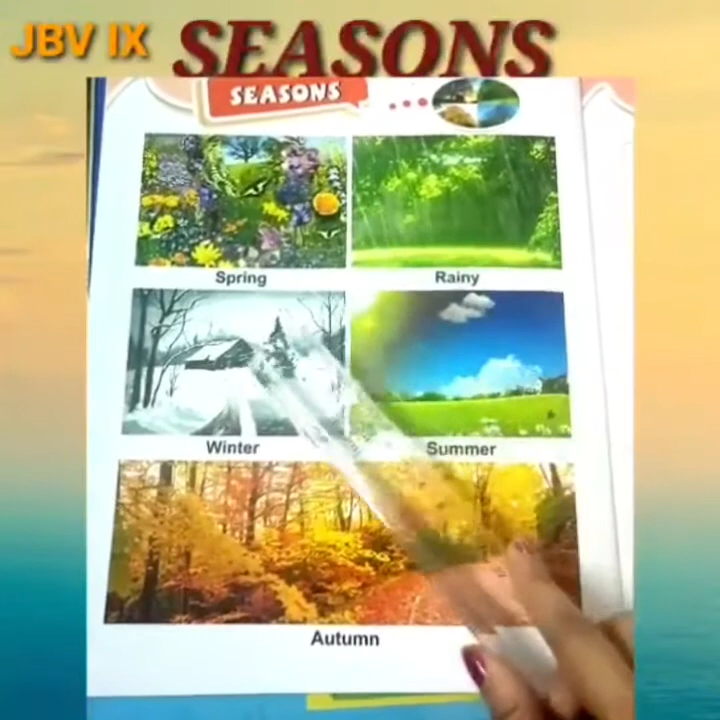 JBV IX SEASONS
SEASONS
Spring
Rainy
Winter
Summer
Autumn